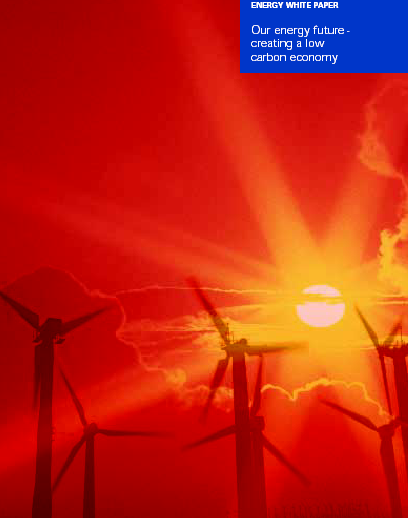 ENERGY WHITE PAPER
Our energy future -
creating a low
carbon economy